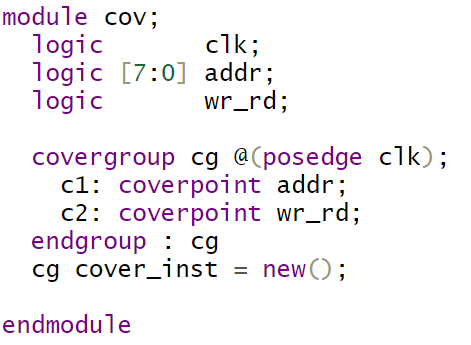 module cov;
  logic       clk;
  logic [7:0] addr;
  logic       wr_rd;

  covergroup cg @(posedge clk);
    c1: coverpoint addr;
    c2: coverpoint wr_rd;
  endgroup : cg
  cg cover_inst = new();

endmodule